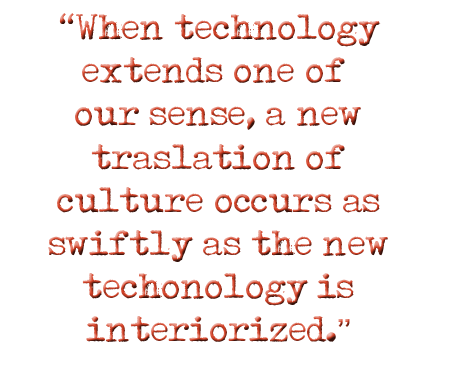 “When technology
extends one of
our sense, a new
traslation of
culture occurs as
swiftly as the new
techonology is
interiorized.”